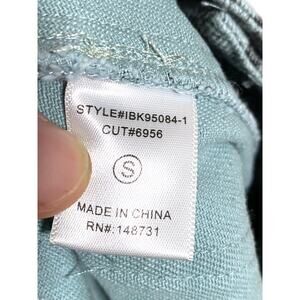 STYLE#IBK95084-1
CUT#6956
S
MADE IN CHINA
RN#:148731